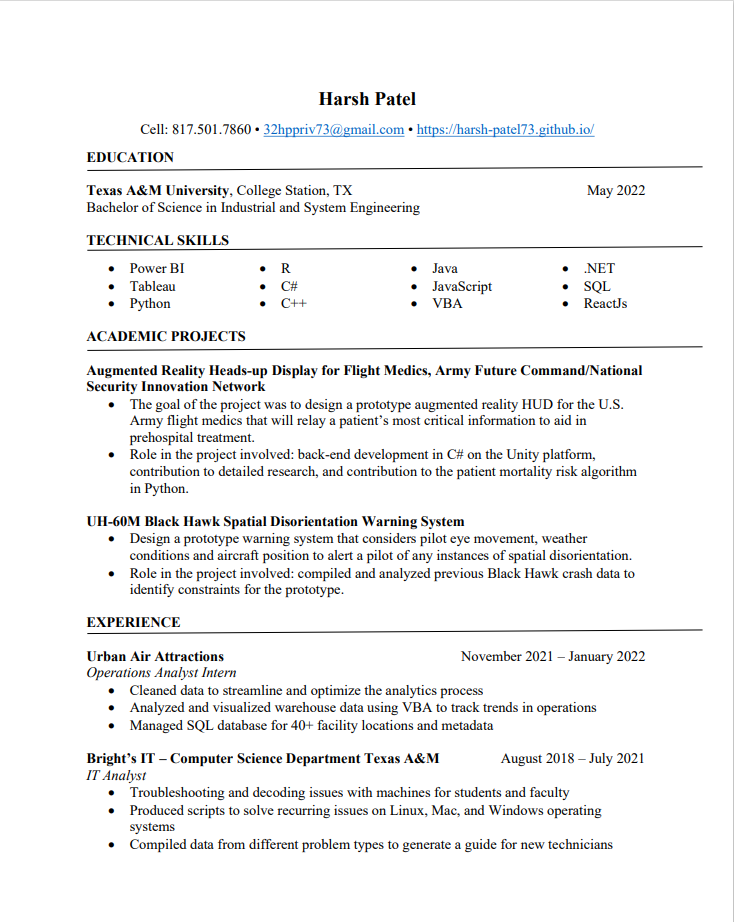 Harsh Patel
Cell: 817.501.7860 • 32hppriv73@gmail.com • https://harsh-patel73.github.io/
EDUCATION
Texas A&M University, College Station, TX May 2022
Bachelor of Science in Industrial and System Engineering
TECHNICAL SKILLS
• Power BI • R • Java • .NET
• Tableau • C# • JavaScript • SQL
• Python • C++ • VBA • ReactJs
ACADEMIC PROJECTS
Augmented Reality Heads-up Display for Flight Medics, Army Future Command/National
Security Innovation Network
• The goal of the project was to design a prototype augmented reality HUD for the U.S.
Army flight medics that will relay a patient’s most critical information to aid in
prehospital treatment.
• Role in the project involved: back-end development in C# on the Unity platform,
contribution to detailed research, and contribution to the patient mortality risk algorithm
in Python.
UH-60M Black Hawk Spatial Disorientation Warning System
• Design a prototype warning system that considers pilot eye movement, weather
conditions and aircraft position to alert a pilot of any instances of spatial disorientation.
• Role in the project involved: compiled and analyzed previous Black Hawk crash data to
identify constraints for the prototype.
EXPERIENCE
Urban Air Attractions November 2021 – January 2022
Operations Analyst Intern
• Cleaned data to streamline and optimize the analytics process
• Analyzed and visualized warehouse data using VBA to track trends in operations
• Managed SQL database for 40+ facility locations and metadata
Bright’s IT – Computer Science Department Texas A&M August 2018 – July 2021
IT Analyst
• Troubleshooting and decoding issues with machines for students and faculty
• Produced scripts to solve recurring issues on Linux, Mac, and Windows operating
systems
• Compiled data from different problem types to generate a guide for new technicians